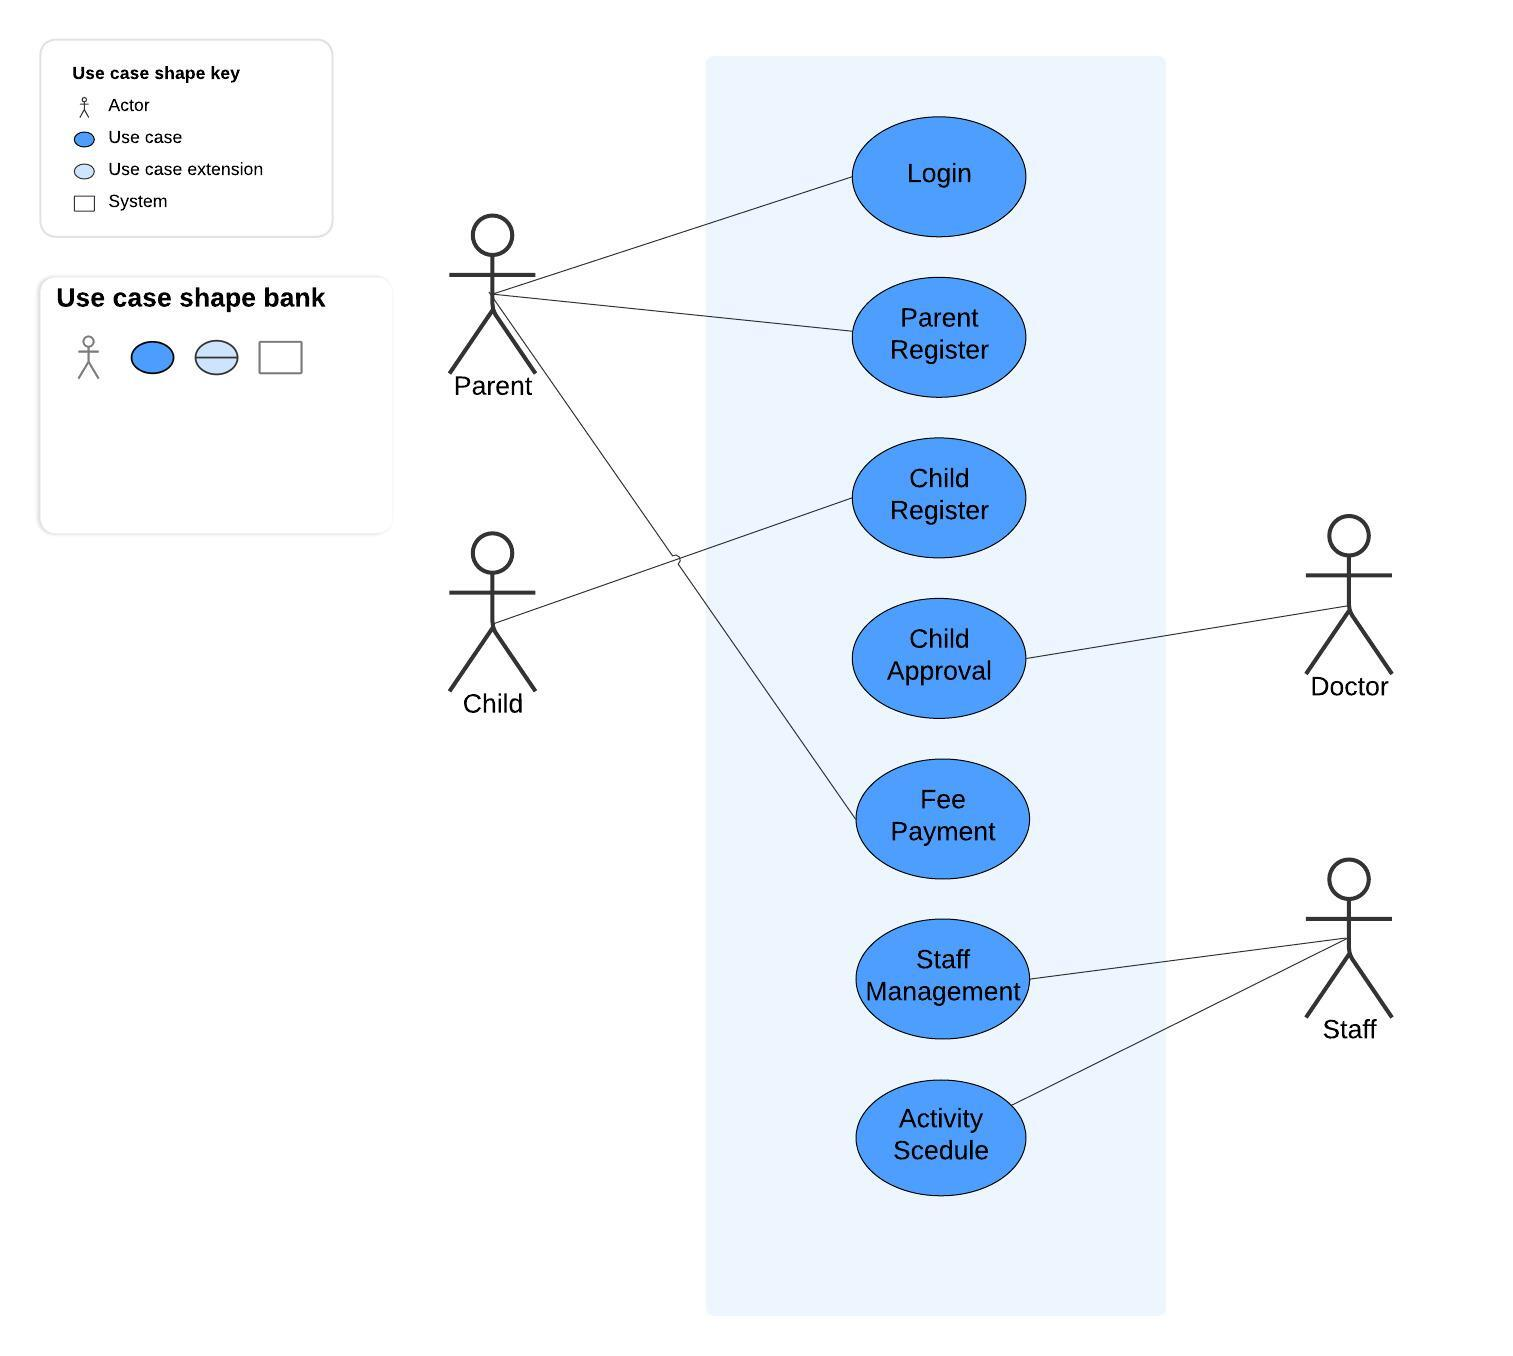 Use case shape key
Actor
Use case
Use case extension
System
Use case shape bank
Parent
Child
Login
Parent
Register
Child
Register
Child
Approval
Fee
Payment
Staff
Management
Activity
Scedule
Doctor
Staff